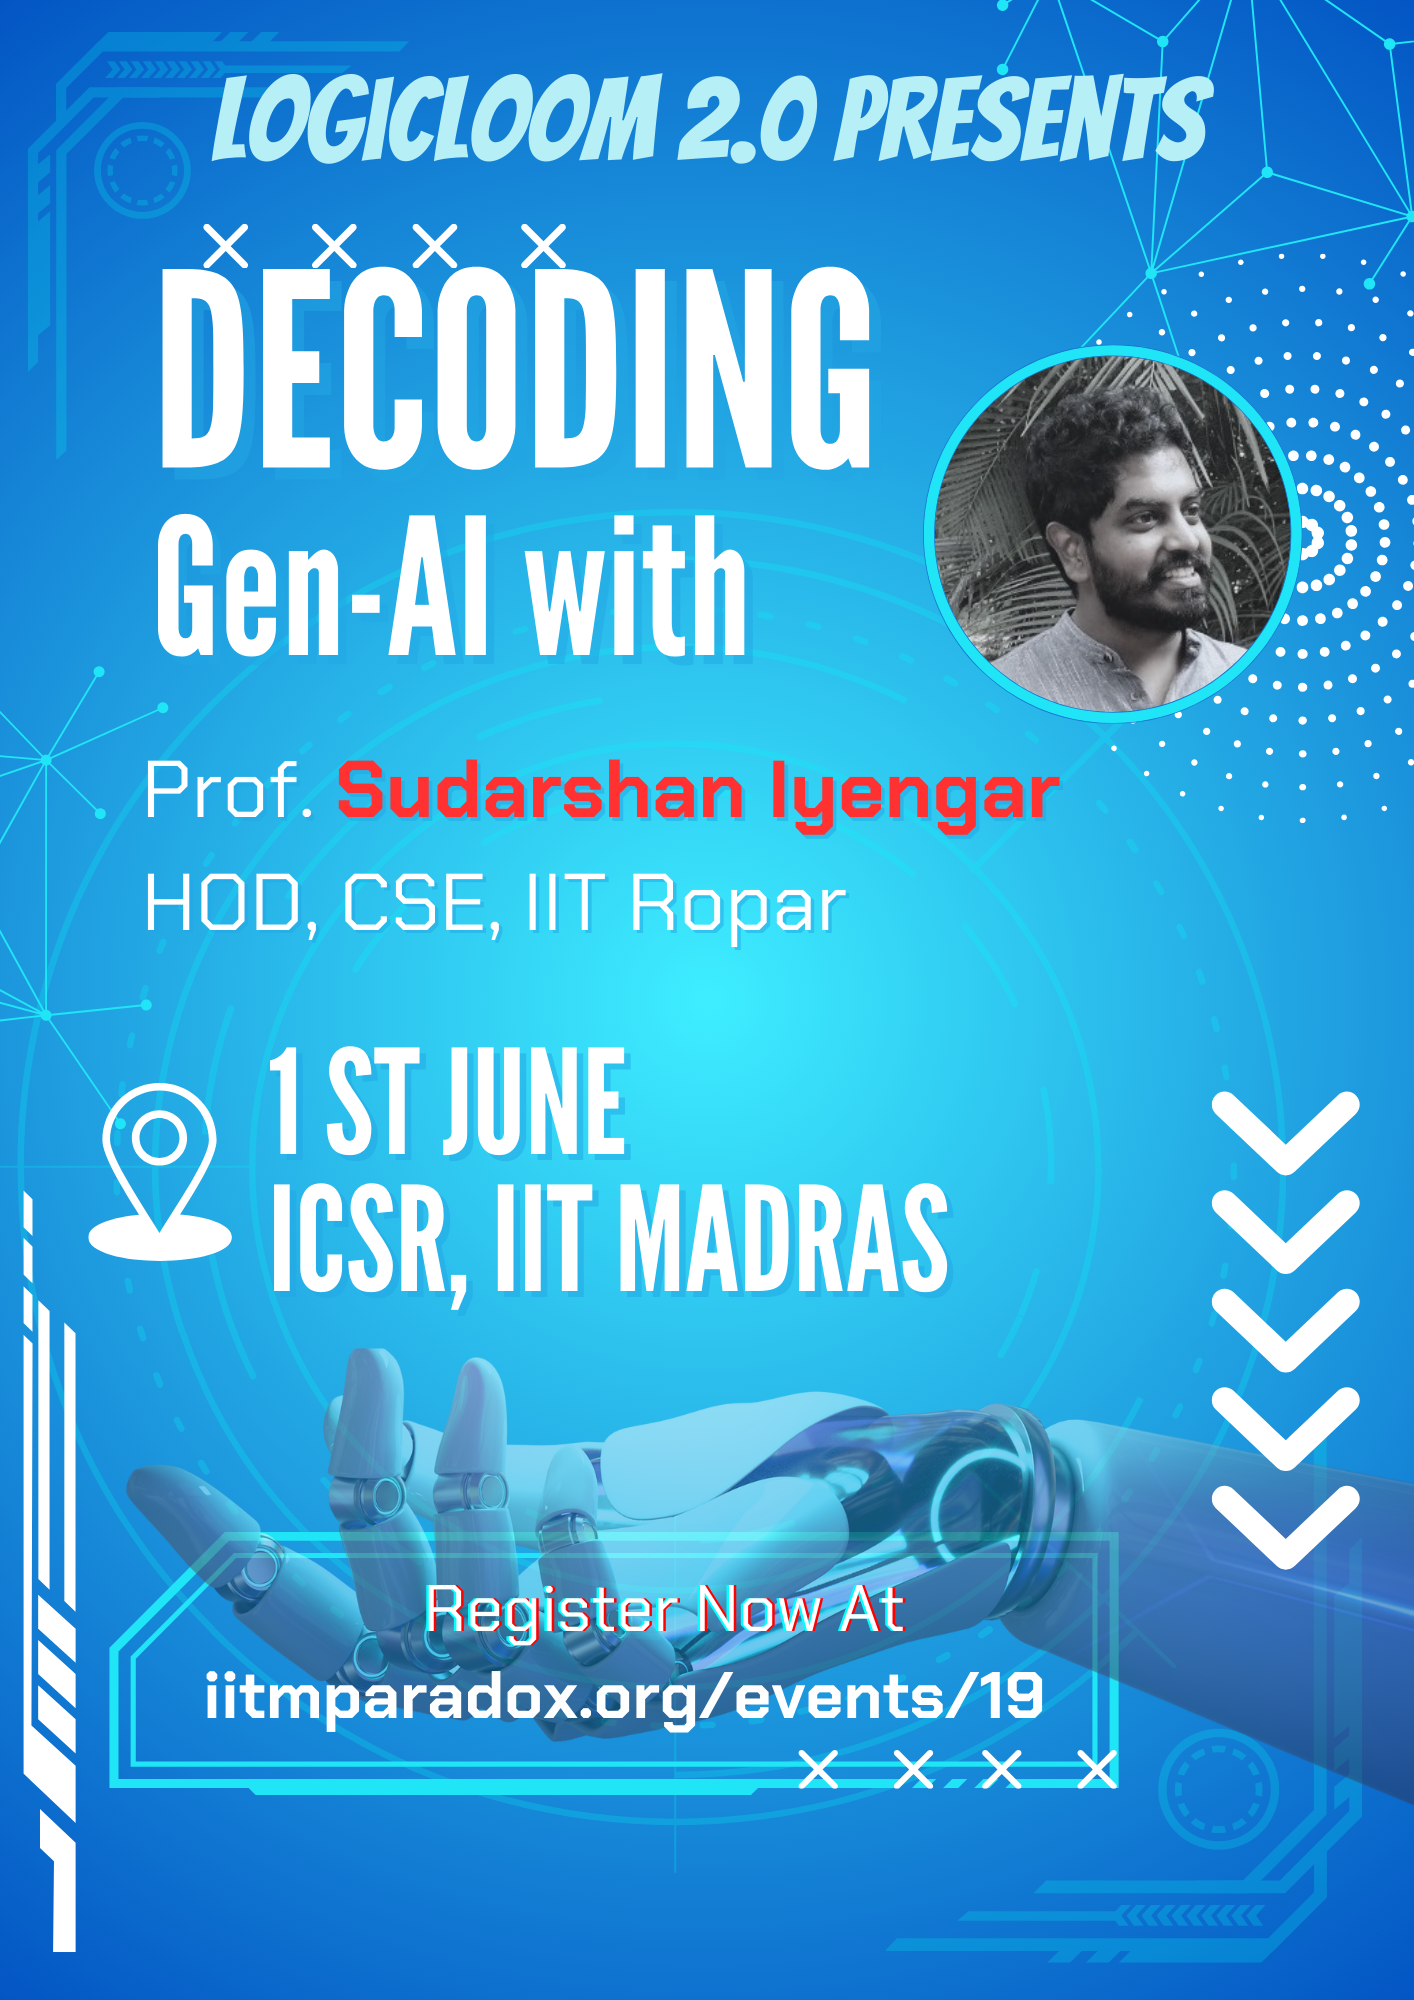 LOGICLOOM 2.0 PRESENTS
DECODING
Gen-AI with
Prof. Sudarshan Iyengar
HOD, CSE, IIT Ropar
1 ST JUNE
ICSR, IIT MADRAS
Register Now At
iitmparadox.org/events/19